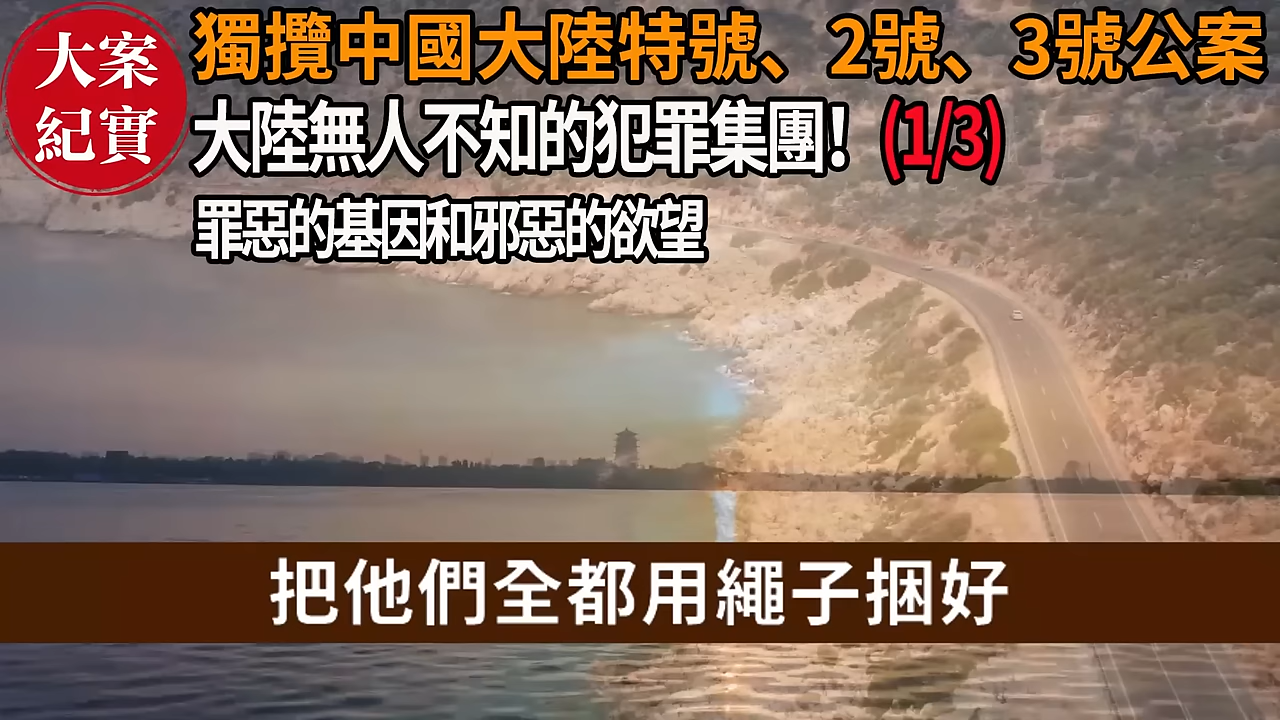 大案
紀實
獨攬中國大陸特號、2號、3號公案
大陸無人不知的犯罪集團！(1/3)
罪惡的基因和邪惡的欲望
把他們全都用繩子捆好